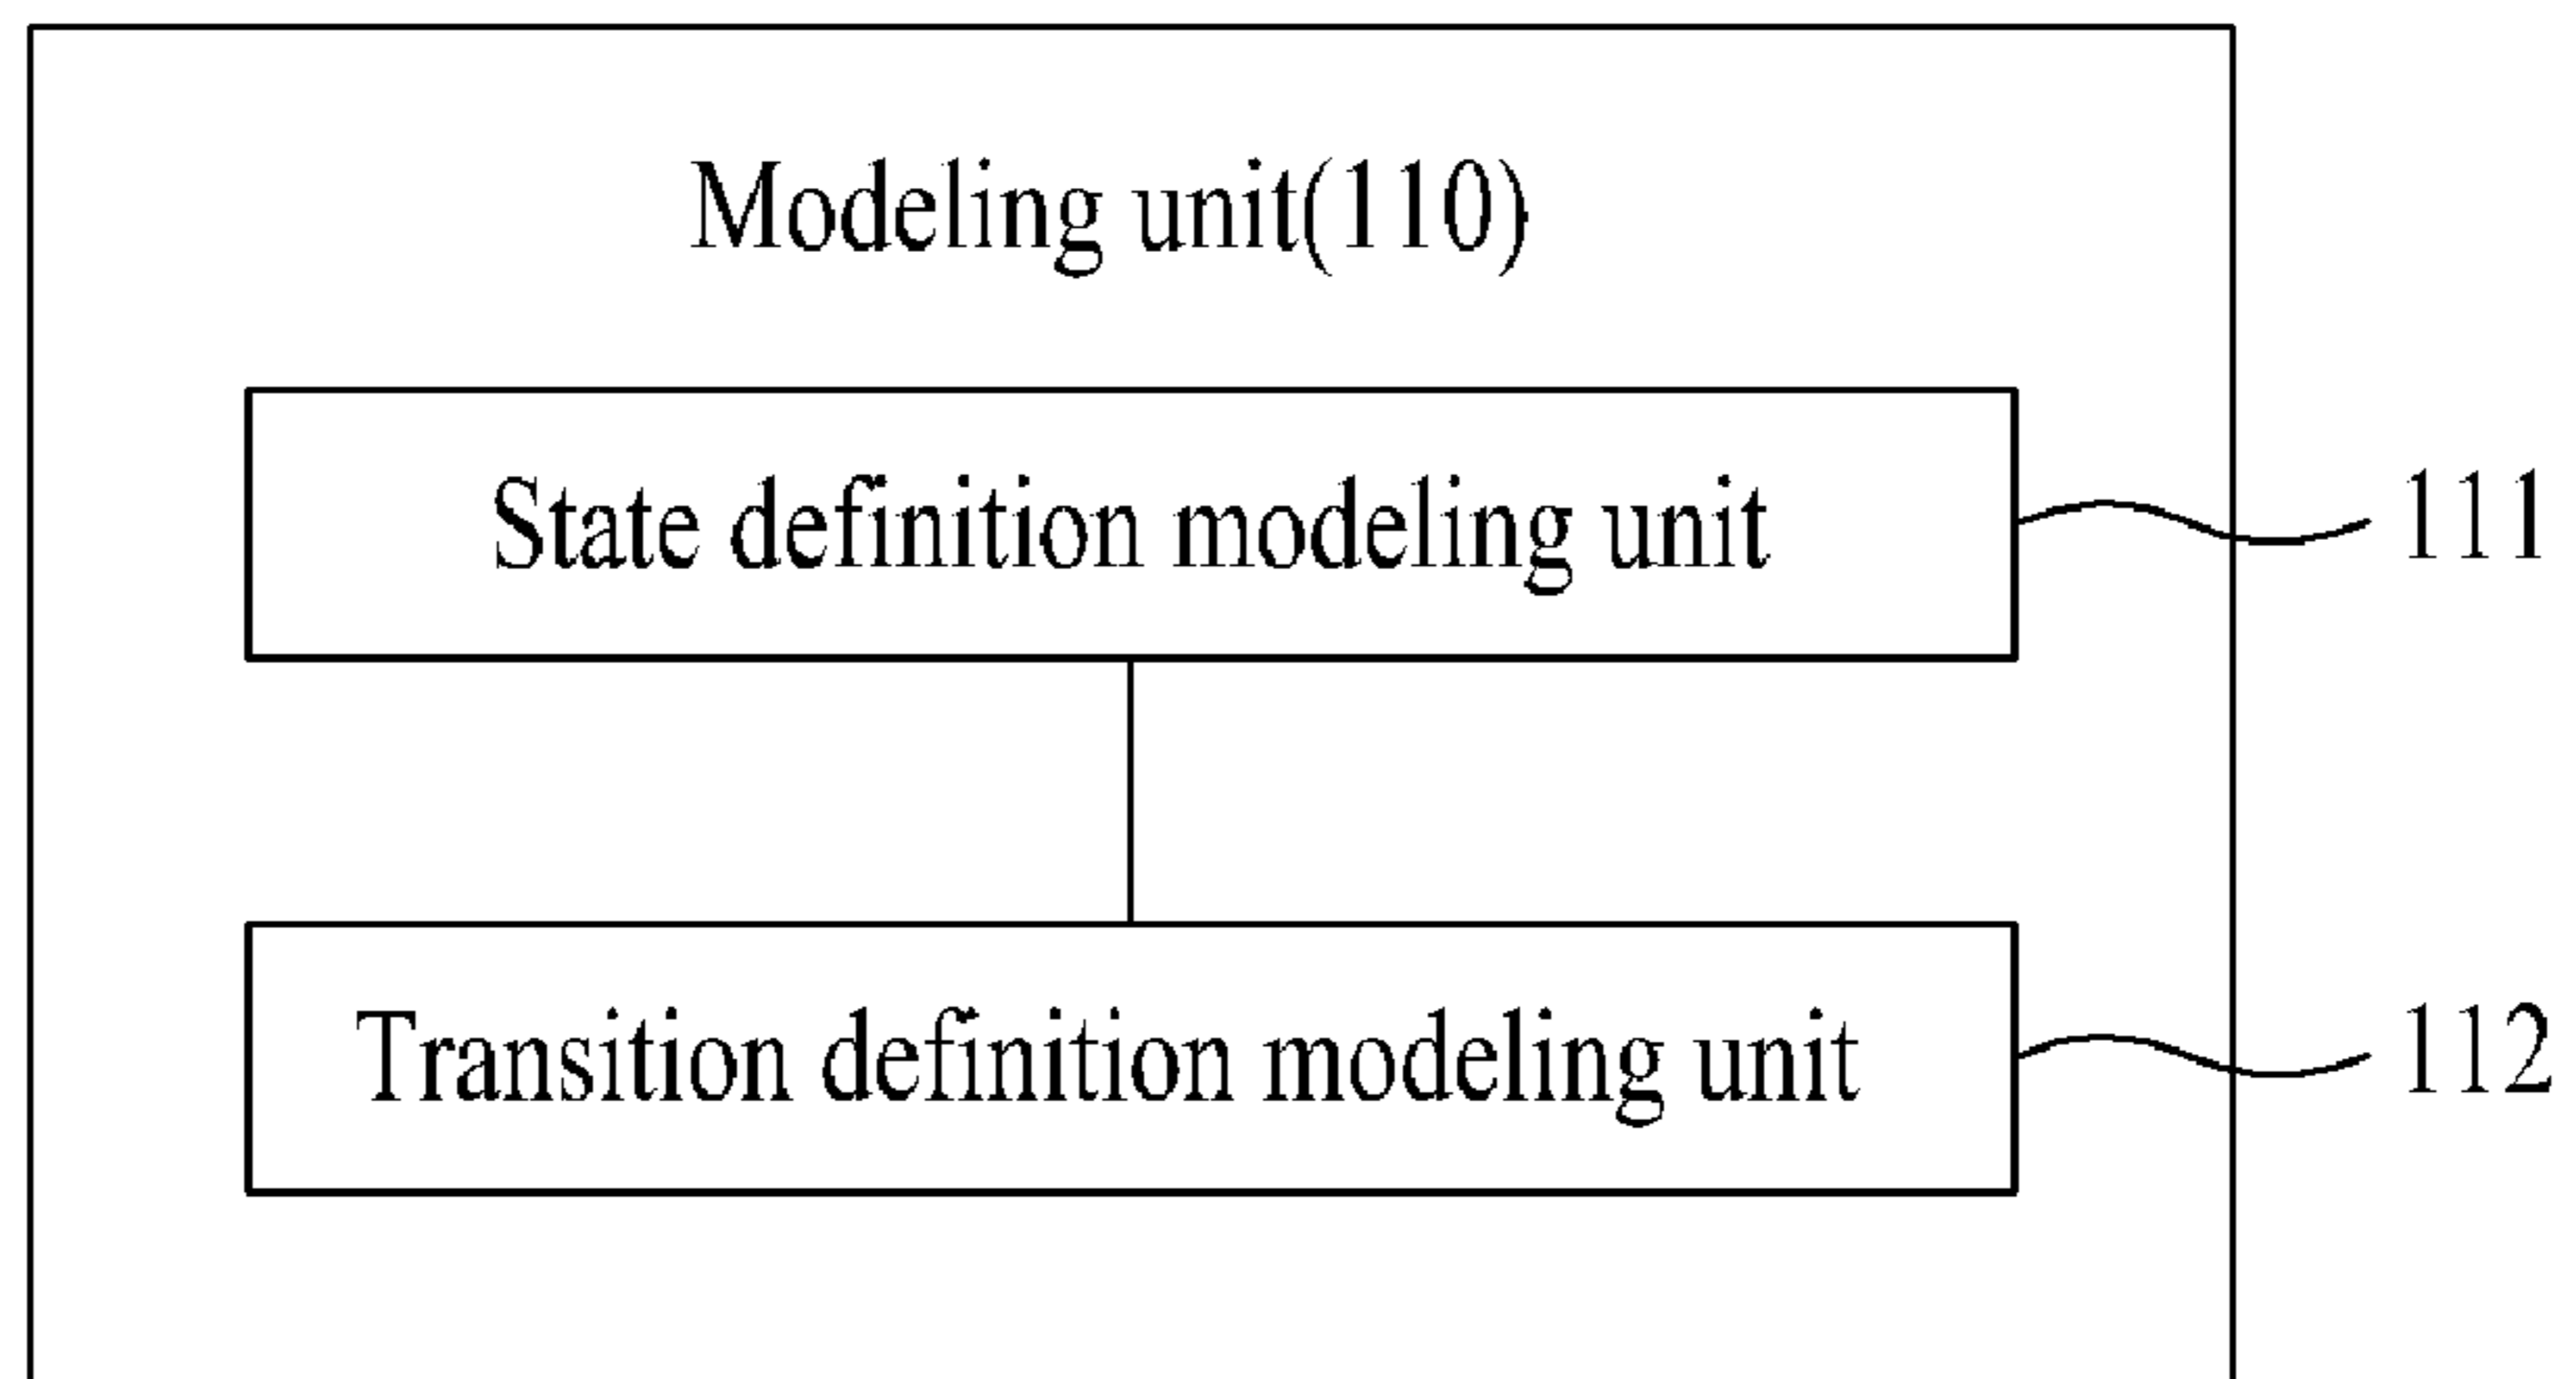 Modeling unit(110)
State definition modeling unit
111
Transition definition modeling unit
112